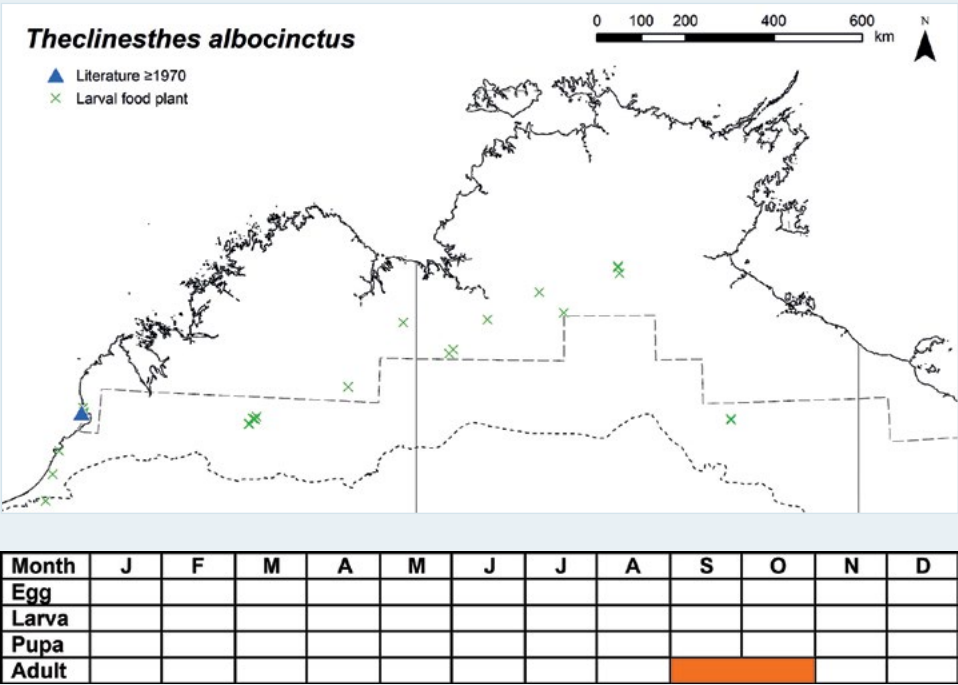 Theclinesthes albocinctus
0 100 200 400 600
km
N
Literature ≥1970
Larval food plant
Month J F M A M J J A S O N D
Egg
Larva
Pupa
Adult